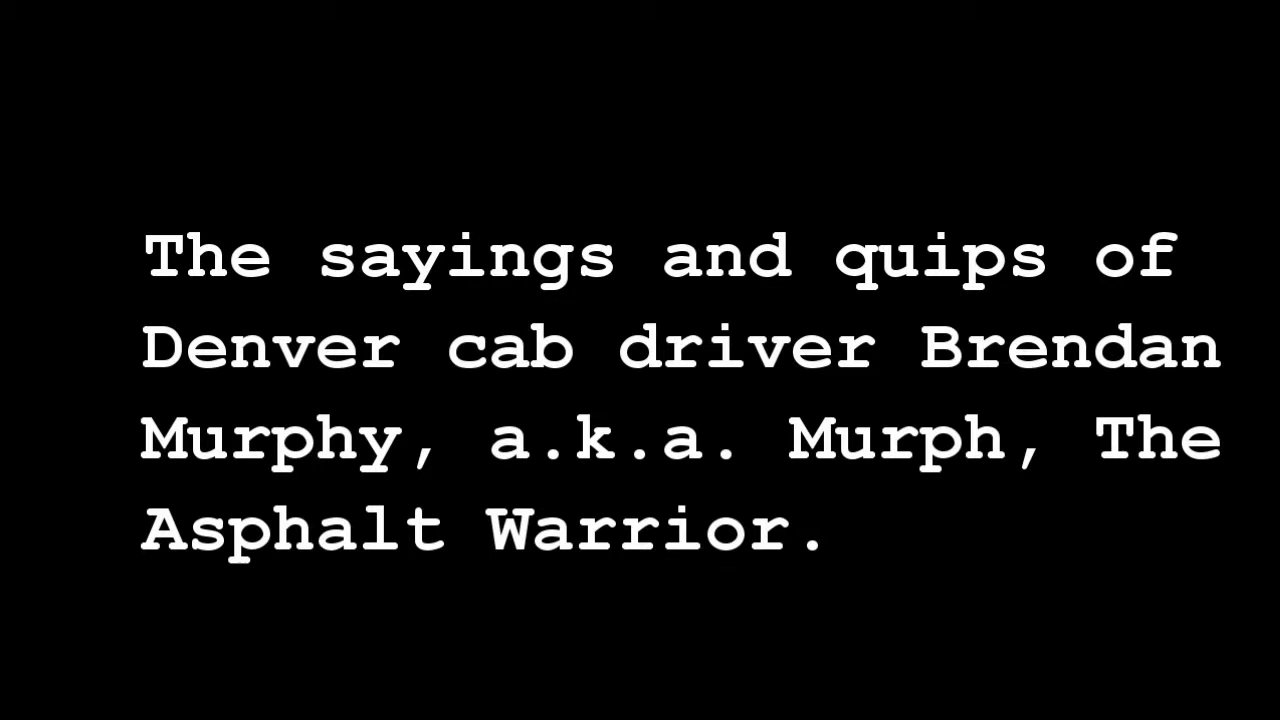 The sayings and quips of
Denver cab driver Brendan
Murphy, a.k.a. Murph, The
Asphalt Warrior.